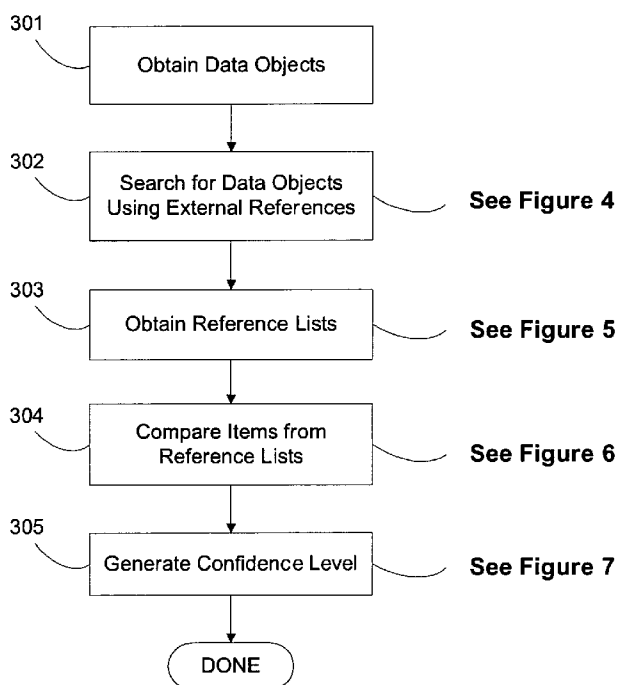 301
Obtain Data Objects
302
Search for Data Objects
Using External References
See Figure 4
303
Obtain Reference Lists
See Figure 5
304
Compare Items from
Reference Lists
See Figure 6
305
Generate Confidence Level
See Figure 7
DONE